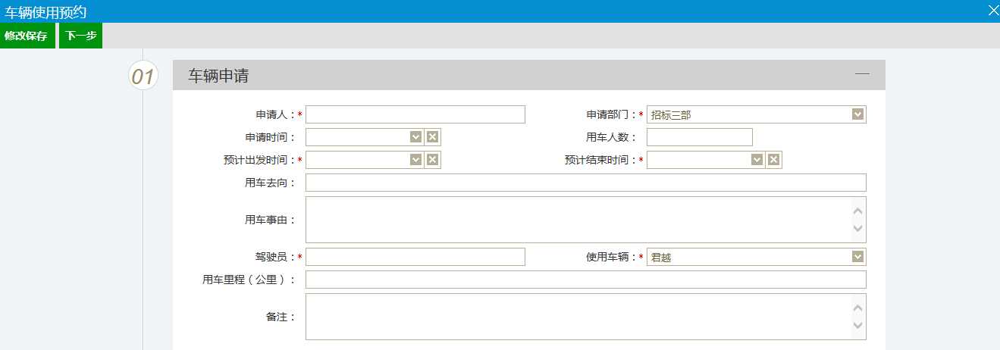 车辆使用预约
修改保存 下一步
01 车辆申请
申请人：* 申请部门：* 招标三部
申请时间： 用车人数：
预计出发时间：* 预计结束时间：*
用车去向：
用车事由：
驾驶员：* 使用车辆：* 君越
用车里程（公里）：
备注：